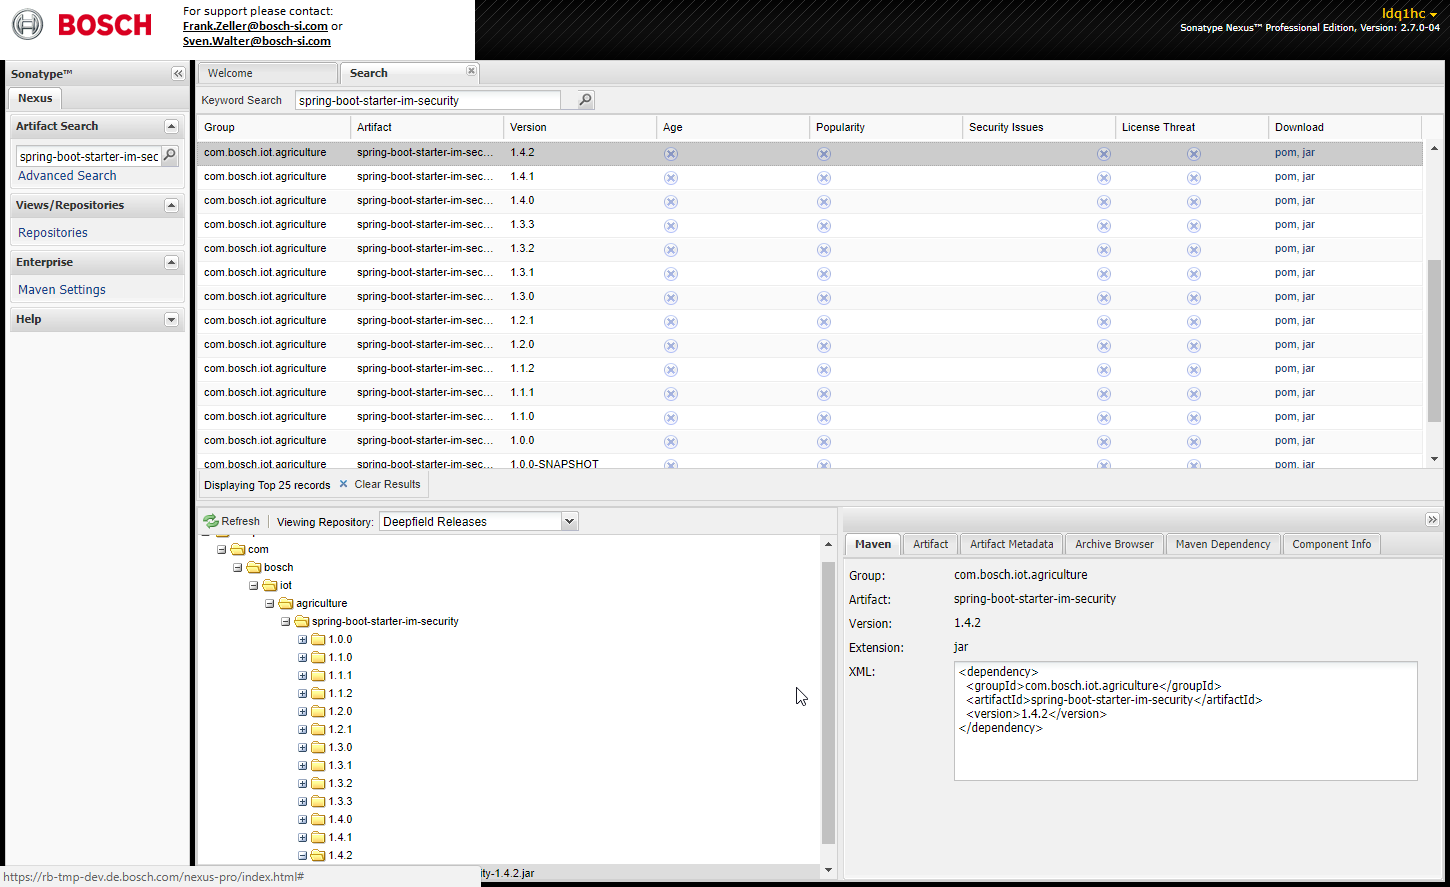 BOSCH
For support please contact:
Frank.Zeller@bosch-si.com or
Sven.Walter@bosch-si.com
ldq1hc
Sonatype Nexus™ Professional Edition, Version: 2.7.0-04
Sonatype™
Nexus
Artifact Search
spring-boot-starter-im-sec
Advanced Search
Views/Repositories
Repositories
Enterprise
Maven Settings
Help
Welcome
Search
Keyword Search
spring-boot-starter-im-security
Group Artifact Version Age Popularity Security Issues License Threat Download
com.bosch.iot.agriculture spring-boot-starter-im-sec... 1.4.2 pom, jar
com.bosch.iot.agriculture spring-boot-starter-im-sec... 1.4.1 pom, jar
com.bosch.iot.agriculture spring-boot-starter-im-sec... 1.4.0 pom, jar
com.bosch.iot.agriculture spring-boot-starter-im-sec... 1.3.3 pom, jar
com.bosch.iot.agriculture spring-boot-starter-im-sec... 1.3.2 pom, jar
com.bosch.iot.agriculture spring-boot-starter-im-sec... 1.3.1 pom, jar
com.bosch.iot.agriculture spring-boot-starter-im-sec... 1.3.0 pom, jar
com.bosch.iot.agriculture spring-boot-starter-im-sec... 1.2.1 pom, jar
com.bosch.iot.agriculture spring-boot-starter-im-sec... 1.2.0 pom, jar
com.bosch.iot.agriculture spring-boot-starter-im-sec... 1.1.2 pom, jar
com.bosch.iot.agriculture spring-boot-starter-im-sec... 1.1.1 pom, jar
com.bosch.iot.agriculture spring-boot-starter-im-sec... 1.1.0 pom, jar
com.bosch.iot.agriculture spring-boot-starter-im-sec... 1.0.0 pom, jar
com.bosch.iot.agriculture spring-boot-starter-im-sec... 1.0.0-SNAPSHOT pom, jar
Displaying Top 25 records Clear Results
Refresh Viewing Repository: Deepfield Releases
com
bosch
iot
agriculture
spring-boot-starter-im-security
1.0.0
1.1.0
1.1.1
1.1.2
1.2.0
1.2.1
1.3.0
1.3.1
1.3.2
1.3.3
1.4.0
1.4.1
1.4.2
ity-1.4.2.jar
https://rb-tmp-dev.de.bosch.com/nexus-pro/index.html#
Maven Artifact Artifact Metadata Archive Browser Maven Dependency Component Info
Group: com.bosch.iot.agriculture
Artifact: spring-boot-starter-im-security
Version: 1.4.2
Extension: jar
XML: <dependency>
<groupId>com.bosch.iot.agriculture</groupId>
<artifactId>spring-boot-starter-im-security</artifactId>
<version>1.4.2</version>
</dependency>